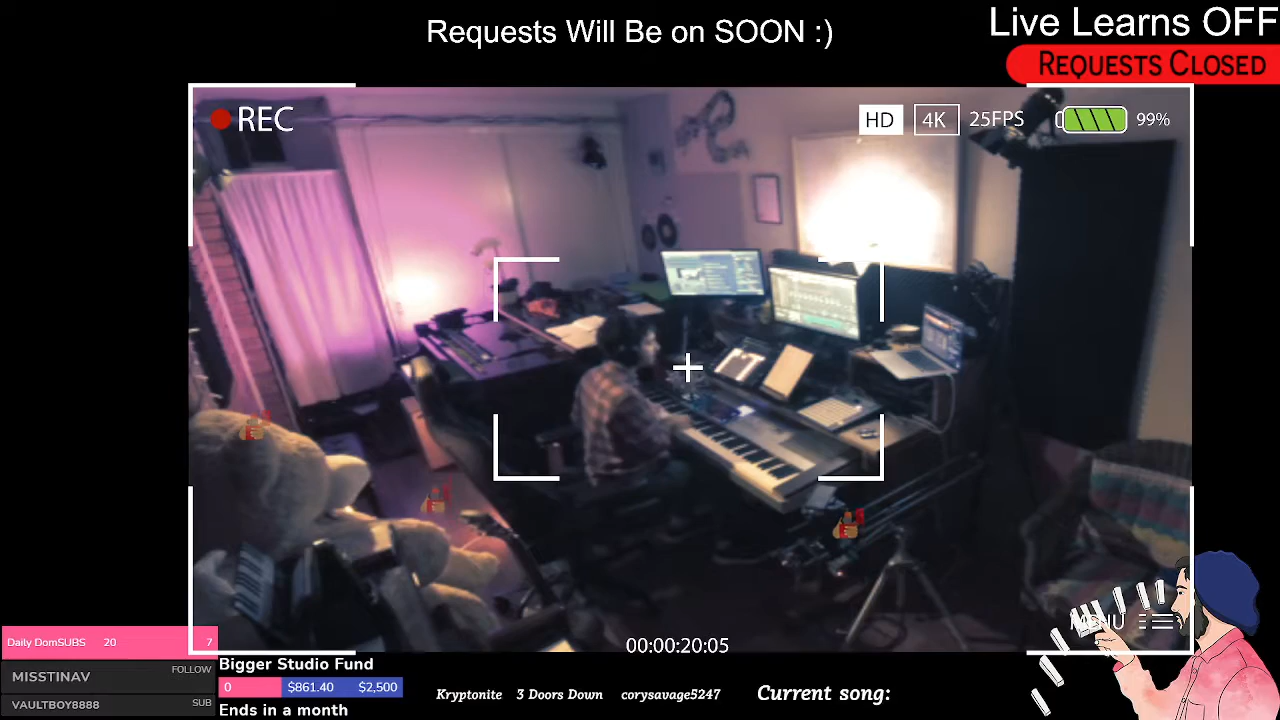 Requests Will Be on SOON :)
Live Learns OFF
REQUESTS CLOSED
REC
HD 4K 25FPS 99%
00:00:20:05
MENU
Daily DomSUBS 20 7
MISSTINAV FOLLOW
VAULTBOY8888 SUB
Bigger Studio Fund
0 $861.40 $2,500
Ends in a month
Kryptonite 3 Doors Down corysavage5247
Current song: